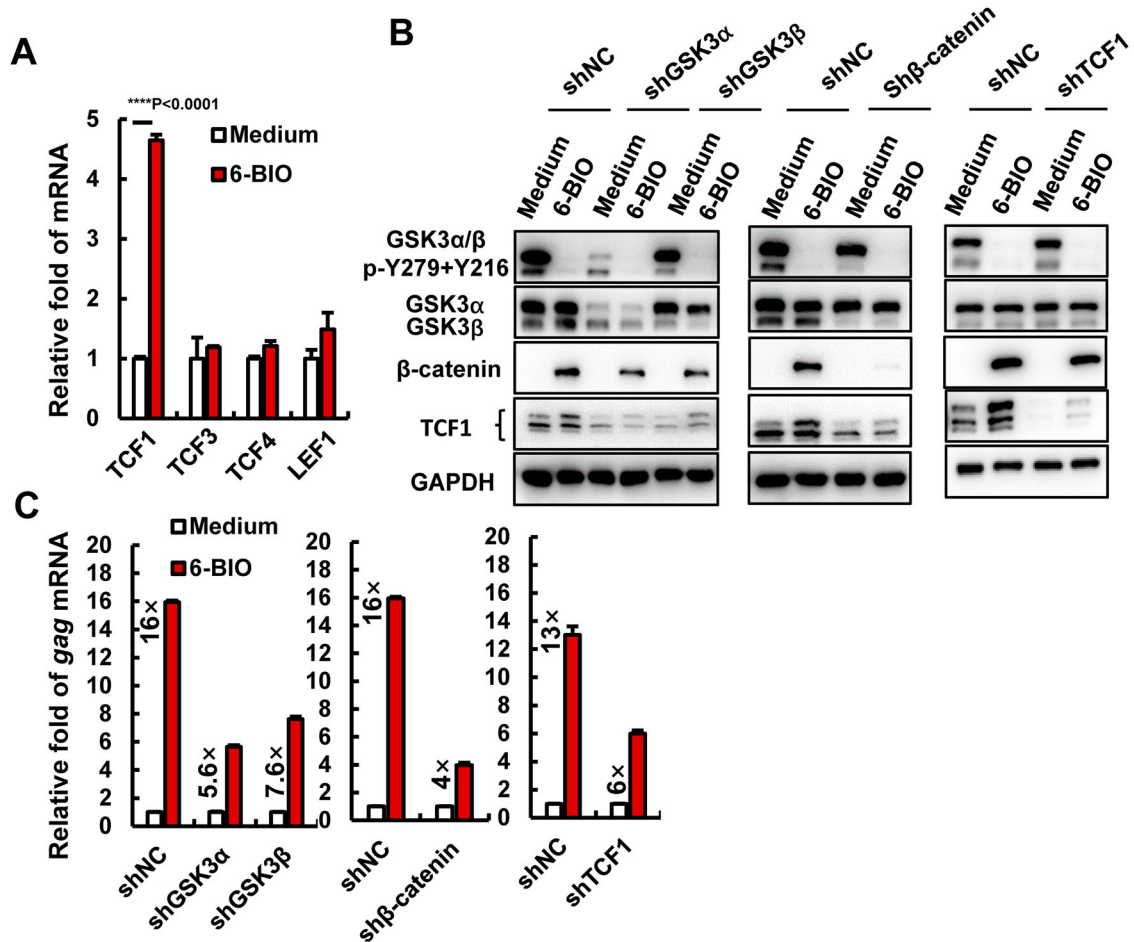 A
****P<0.0001
Relative fold of mRNA
5
4
3
2
1
0
Medium
6-BIO
TCF1
TCF3
TCF4
LEF1
B
shNC
shGSK3α
shGSK3β
shNC
Shβ-catenin
shNC
shTCF1
Medium
6-BIO
Medium
6-BIO
Medium
6-BIO
Medium
6-BIO
Medium
6-BIO
Medium
6-BIO
Medium
6-BIO
GSK3α/β
p-Y279+Y216
GSK3α
GSK3β
β-catenin
TCF1
GAPDH
C
Relative fold of gag mRNA
Medium
6-BIO
20
18
16
14
12
10
8
6
4
2
0
16×
5.6×
7.6×
shNC
shGSK3α
shGSK3β
20
18
16
14
12
10
8
6
4
2
0
16×
4×
shNC
shβ-catenin
20
18
16
14
12
10
8
6
4
2
0
13×
6×
shNC
shTCF1